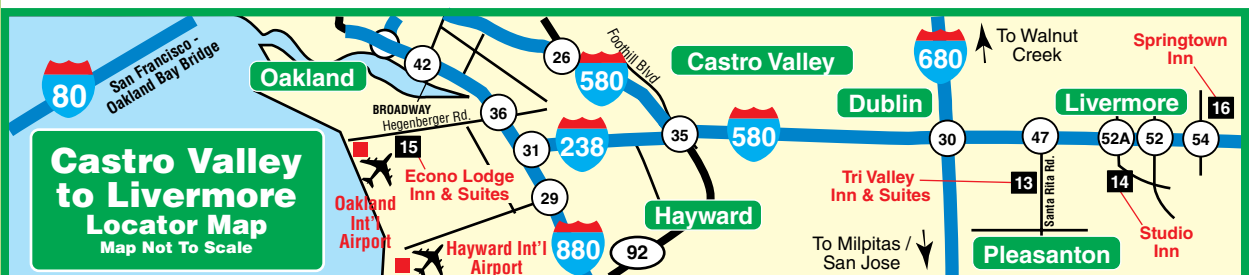 80
San Francisco -
Oakland Bay Bridge
Castro Valley
to Livermore
Locator Map
Map Not To Scale
Oakland
42
BROADWAY
Hegenberger Rd.
36
15
Econo Lodge
Inn & Suites
Oakland
Int'l
Airport
31
238
29
Hayward Int'l
Airport
880
92
26
580
Foothill Blvd
Castro Valley
35
580
Hayward
680
To Walnut
Creek
Dublin
30
Tri Valley
Inn & Suites
13
47
Santa Rita Rd.
To Milpitas /
San Jose
Pleasanton
Livermore
52A
52
14
Studio
Inn
Springtown
Inn
16
54